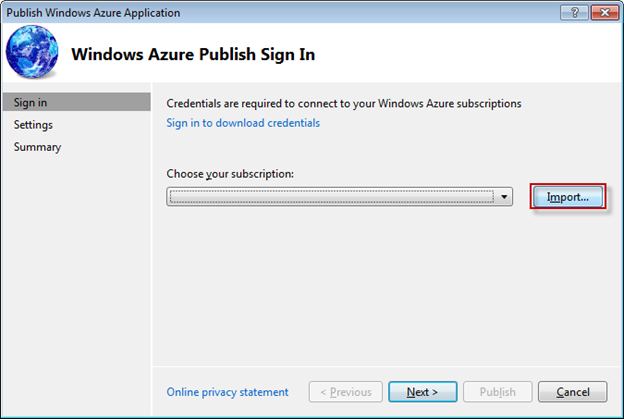 Publish Windows Azure Application
Windows Azure Publish Sign In
Sign in
Settings
Summary
Credentials are required to connect to your Windows Azure subscriptions
Sign in to download credentials
Choose your subscription:
Import...
Online privacy statement
< Previous
Next >
Publish
Cancel